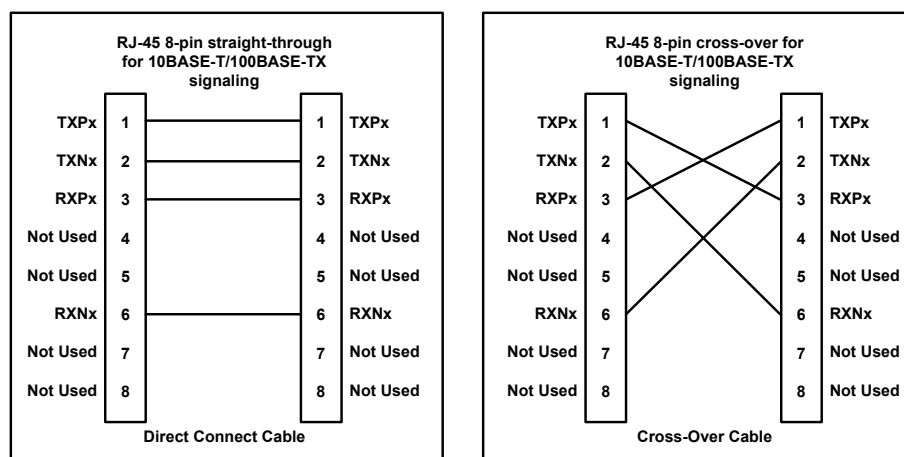 RJ-45 8-pin straight-through
for 10BASE-T/100BASE-TX
signaling
TXPx 1 1 TXPx
TXNx 2 2 TXNx
RXPx 3 3 RXPx
Not Used 4 4 Not Used
Not Used 5 5 Not Used
RXNx 6 6 RXNx
Not Used 7 7 Not Used
Not Used 8 8 Not Used
Direct Connect Cable
RJ-45 8-pin cross-over for
10BASE-T/100BASE-TX
signaling
TXPx 1 1 TXPx
TXNx 2 2 TXNx
RXPx 3 3 RXPx
Not Used 4 4 Not Used
Not Used 5 5 Not Used
RXNx 6 6 RXNx
Not Used 7 7 Not Used
Not Used 8 8 Not Used
Cross-Over Cable